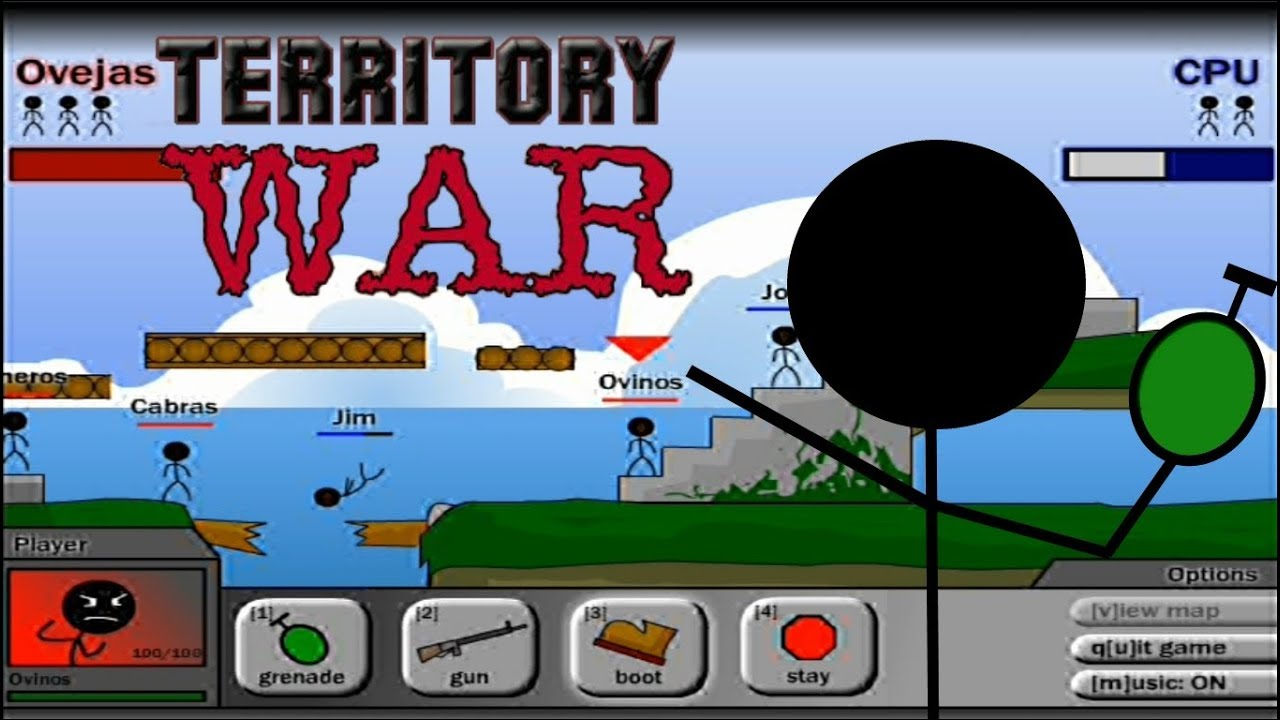 Ovejas
TERRITORY
WAR
CPU
Jo
Ovinos
neros
Cabras
Jim
Player
100/100
Ovinos
[1]
grenade
[2]
gun
[3]
boot
[4]
stay
Options
[v]iew map
q[u]it game
[m]usic: ON